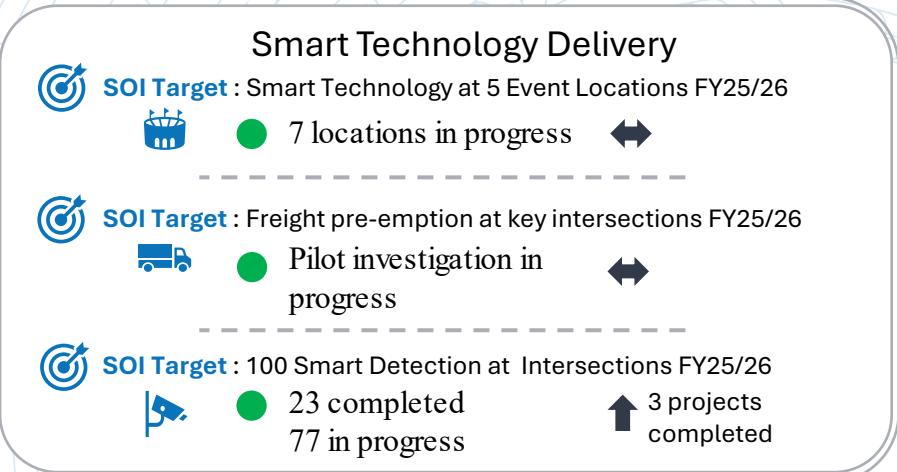 Smart Technology Delivery
SOI Target : Smart Technology at 5 Event Locations FY25/26
7 locations in progress
SOI Target : Freight pre-emption at key intersections FY25/26
Pilot investigation in
progress
SOI Target : 100 Smart Detection at Intersections FY25/26
23 completed
77 in progress
3 projects
completed